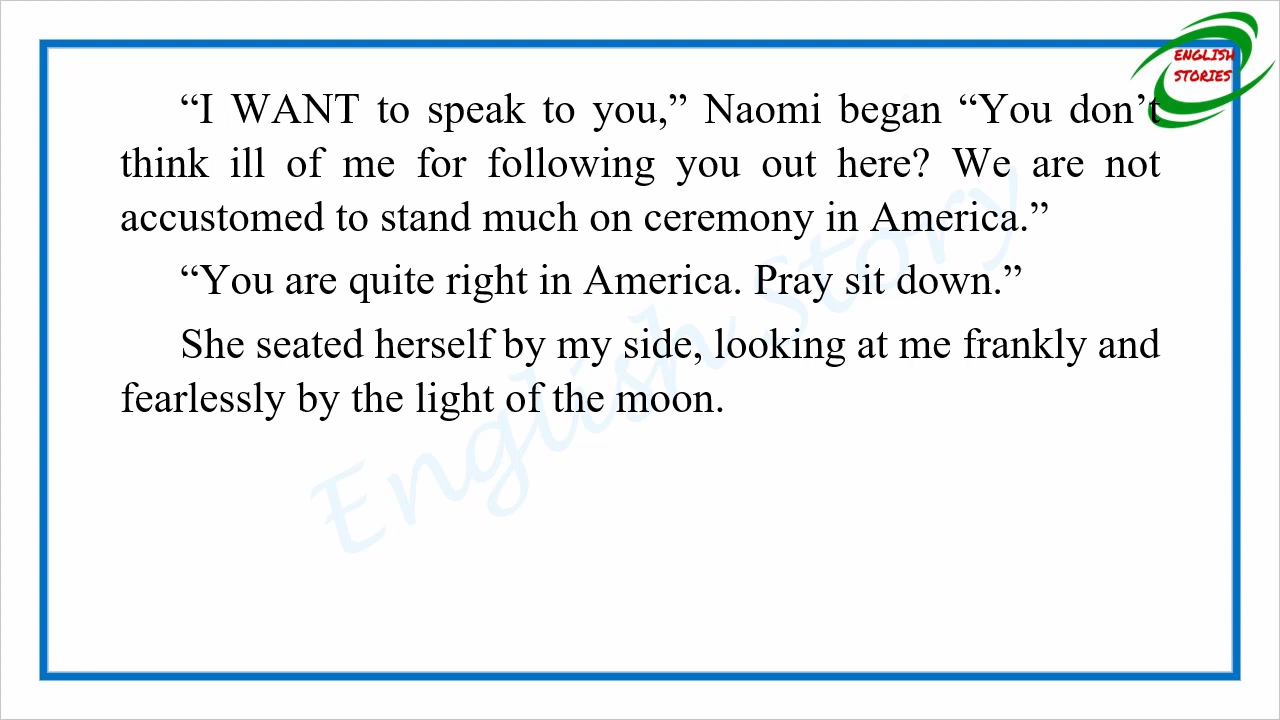 ENGLISH
STORIES
“I WANT to speak to you,” Naomi began “You don’t
think ill of me for following you out here? We are not
accustomed to stand much on ceremony in America.”
“You are quite right in America. Pray sit down.”
She seated herself by my side, looking at me frankly and
fearlessly by the light of the moon.
English Story